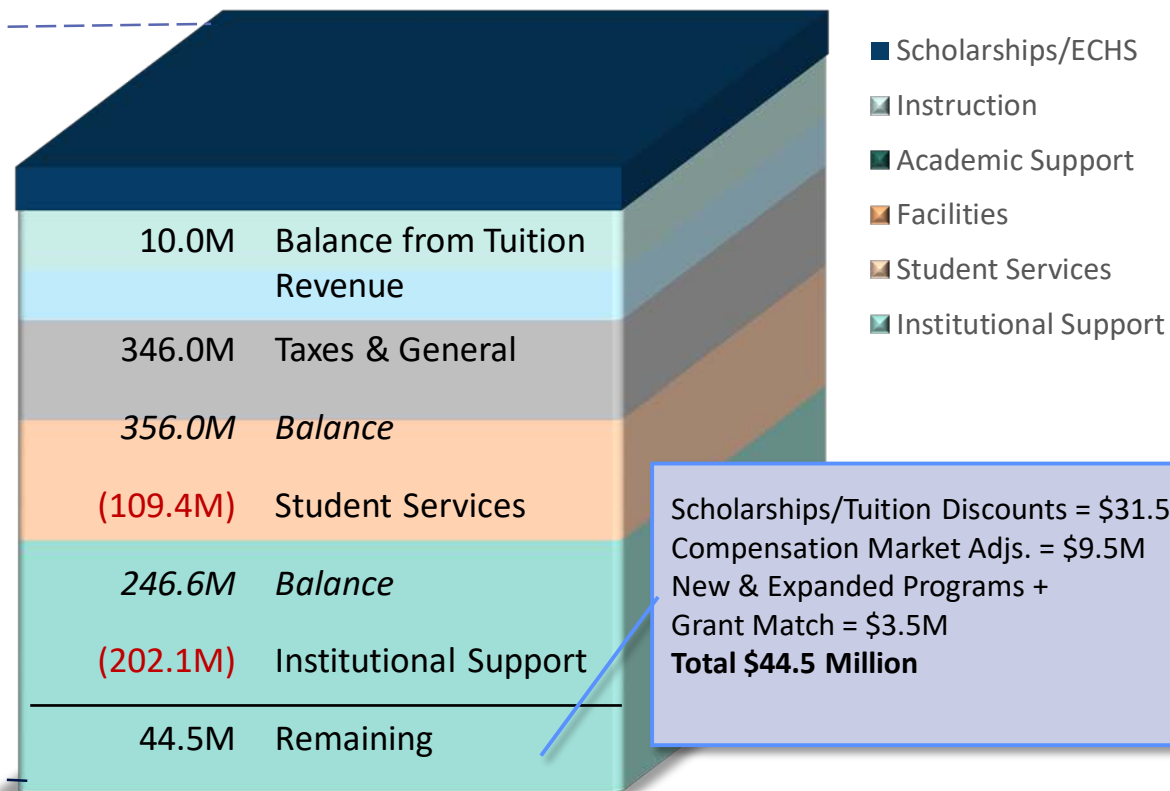 Scholarships/ECHS
Instruction
Academic Support
Facilities
Student Services
Institutional Support
10.0M Balance from Tuition
Revenue
346.0M Taxes & General
356.0M Balance
(109.4M) Student Services
246.6M Balance
(202.1M) Institutional Support
44.5M Remaining
Scholarships/Tuition Discounts = $31.5
Compensation Market Adjs. = $9.5M
New & Expanded Programs +
Grant Match = $3.5M
Total $44.5 Million